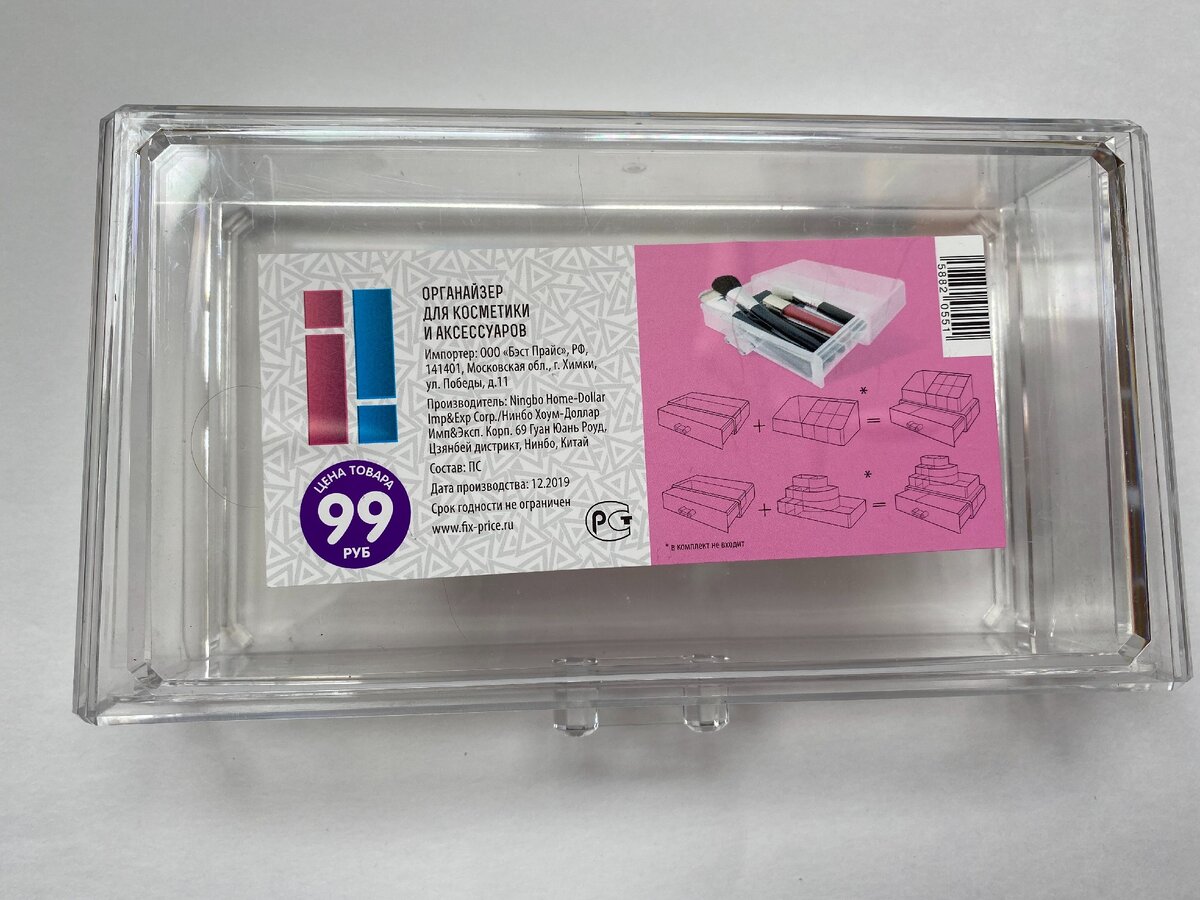 ОРГАНАЙЗЕР
ДЛЯ КОСМЕТИКИ
И АКСЕССУАРОВ
Импортер: ООО «Бэст Прайс», РФ,
141401, Московская обл., г. Химки,
ул. Победы, д.11
Производитель: Ningbo Home-Dollar
Imp&Exp Corp./Нинбо Хоум-Доллар
Имп&Эксп. Корп. 69 Гуан Юань Роуд,
Цзянбей дистрикт, Нинбо, Китай
Состав: ПС
Дата производства: 12.2019
Срок годности не ограничен
www.fix-price.ru
ЦЕНА ТОВАРА
99
РУБ
РСТ
5882 0551
+ * =
+ * =
* в комплект не входит